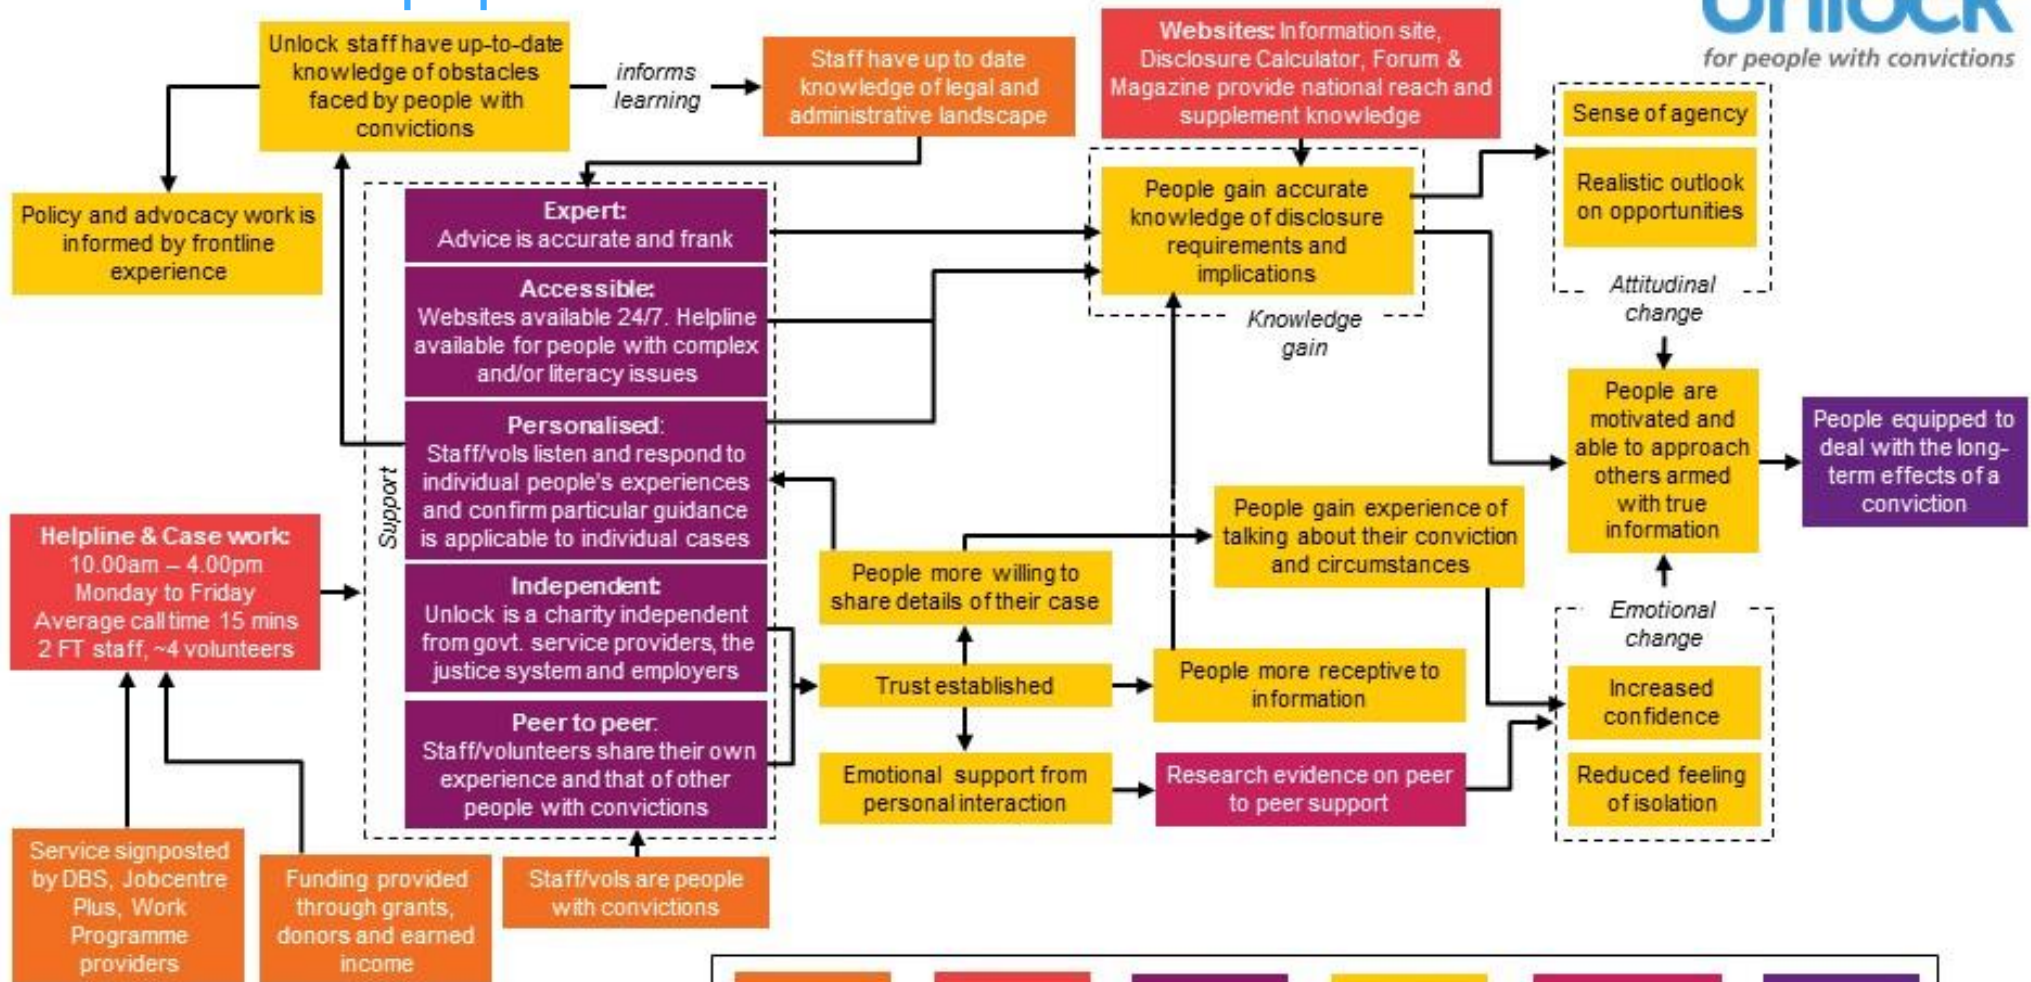 Unlock
for people with convictions
Unlock staff have up-to-date
knowledge of obstacles
faced by people with
convictions
informs
learning
Staff have up to date
knowledge of legal and
administrative landscape
Websites: Information site,
Disclosure Calculator, Forum &
Magazine provide national reach and
supplement knowledge
Sense of agency
Realistic outlook
on opportunities
Attitudinal
change
Policy and advocacy work is
informed by frontline
experience
Support
Expert:
Advice is accurate and frank
Accessible:
Websites available 24/7. Helpline
available for people with complex
and/or literacy issues
Personalised:
Staff/vols listen and respond to
individual people's experiences
and confirm particular guidance
is applicable to individual cases
Independent:
Unlock is a charity independent
from govt. service providers, the
justice system and employers
Peer to peer:
Staff/volunteers share their own
experience and that of other
people with convictions
People gain accurate
knowledge of disclosure
requirements and
implications
Knowledge
gain
People are
motivated and
able to approach
others armed
with true
information
People equipped to
deal with the long-
term effects of a
conviction
Helpline & Case work:
10.00am – 4.00pm
Monday to Friday
Average call time 15 mins
2 FT staff, ~4 volunteers
People gain experience of
talking about their conviction
and circumstances
People more willing to
share details of their case
Trust established
People more receptive to
information
Emotional support from
personal interaction
Research evidence on peer
to peer support
Emotional
change
Increased
confidence
Reduced feeling
of isolation
Service signposted
by DBS, Jobcentre
Plus, Work
Programme
providers
Funding provided
through grants,
donors and earned
income
Staff/vols are people
with convictions